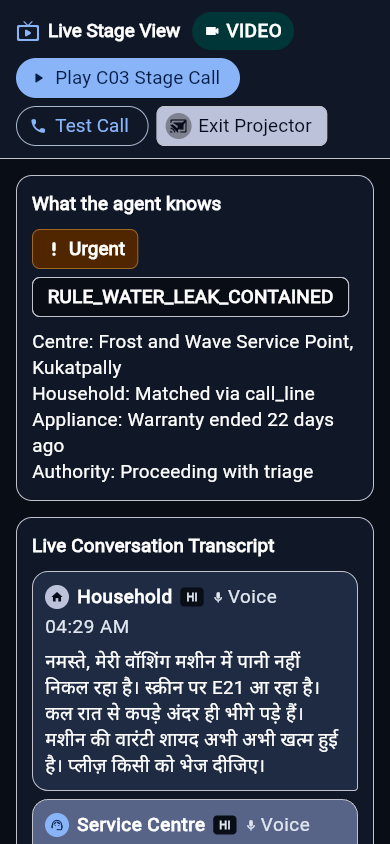 Live Stage View
VIDEO
Play C03 Stage Call
Test Call
Exit Projector
What the agent knows
Urgent
RULE_WATER_LEAK_CONTAINED
Centre: Frost and Wave Service Point,
Kukatpally
Household: Matched via call_line
Appliance: Warranty ended 22 days
ago
Authority: Proceeding with triage
Live Conversation Transcript
Household HI Voice
04:29 AM
नमस्ते, मेरी वॉशिंग मशीन में पानी नहीं
निकल रहा है। स्क्रीन पर E21 आ रहा है।
कल रात से कपड़े अंदर ही भीगे पड़े हैं।
मशीन की वारंटी शायद अभी अभी खत्म हुई
है। प्लीज़ किसी को भेज दीजिए।
Service Centre HI Voice